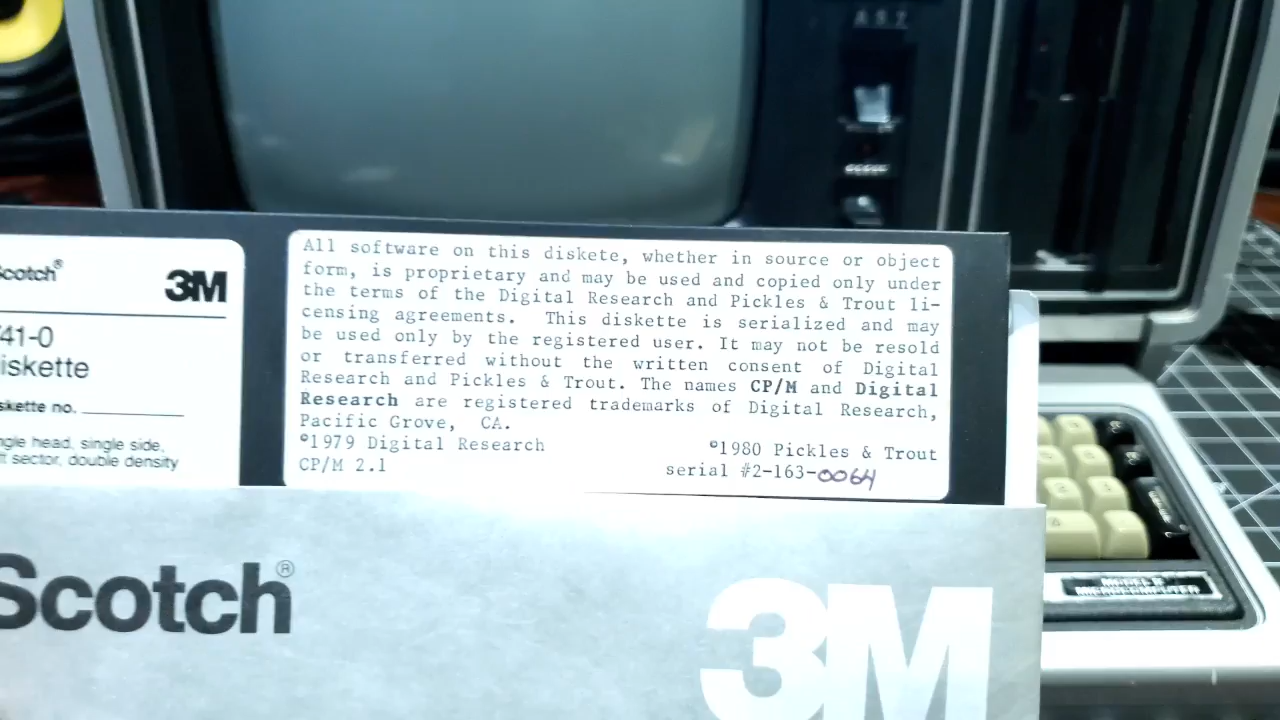 Scotch®
3M
41-0
iskette
skette no.
ngle head, single side,
ft sector, double density
All software on this diskete, whether in source or object
form, is proprietary and may be used and copied only under
the terms of the Digital Research and Pickles & Trout li-
censing agreements. This diskette is serialized and may
be used only by the registered user. It may not be resold
or transferred without the written consent of Digital
Research and Pickles & Trout. The names CP/M and Digital
Research are registered trademarks of Digital Research,
Pacific Grove, CA.
©1979 Digital Research
©1980 Pickles & Trout
CP/M 2.1
serial #2-163-0064
Scotch®
3M
MICROCOMPUTER